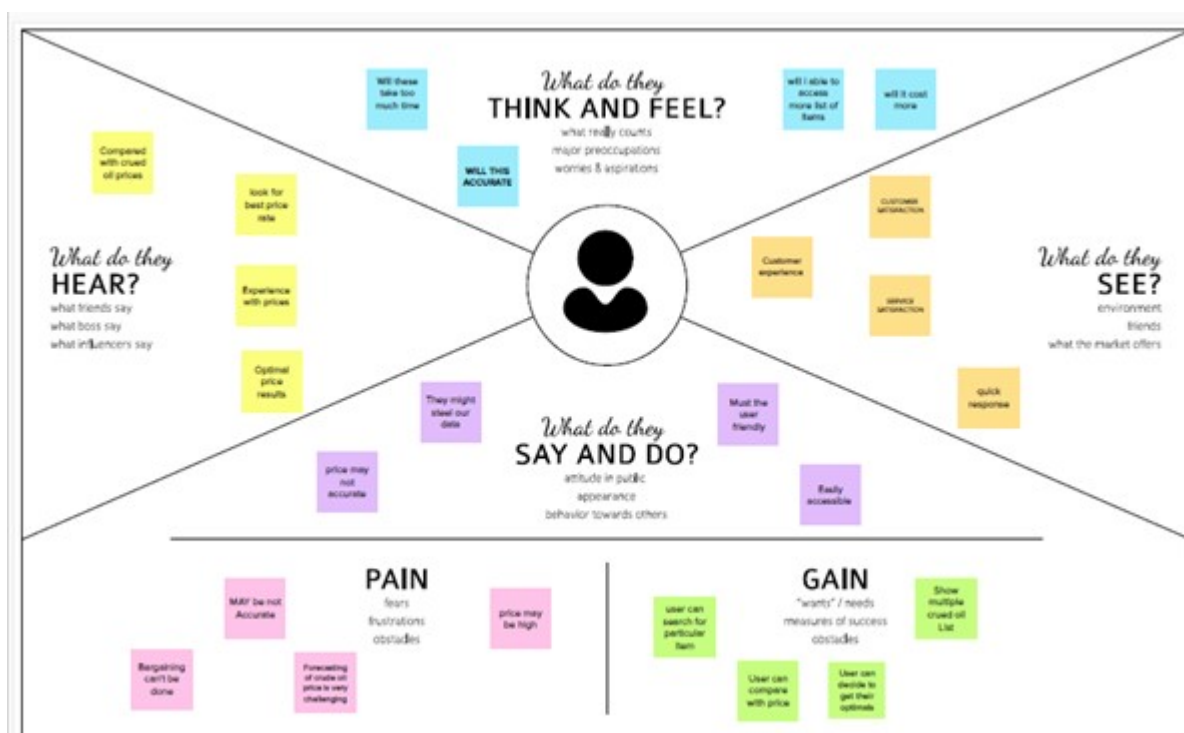 Will these
take too
much time
What do they
THINK AND FEEL?
what really counts
major preoccupations
worries & aspirations
will I able to
access
more list of
items
will it cost
more
WILL THIS
ACCURATE
Compered
with crued
oil prices
look for
best price
rate
What do they
HEAR?
what friends say
what boss say
what influencers say
Experience
with prices
Optimal
price
results
CUSTOMER
SATISFACTION
Customer
experience
SERVICE
SATISFACTION
quick
response
What do they
SEE?
environment
friends
what the market offers
They might
steel our
data
price may
not
accurate
What do they
SAY AND DO?
attitude in public
appearance
behavior towards others
Must the
user
friendly
Easily
accessible
PAIN
fears
frustrations
obstacles
MAY be not
Accurate
price may
be high
Bargaining
can't be
done
Forecasting
of crude oil
price is very
challenging
GAIN
"wants" / needs
measures of success
obstacles
user can
search for
particular
item
Show
multiple
crued oil
List
User can
compare
with price
User can
decide to
get their
optimals